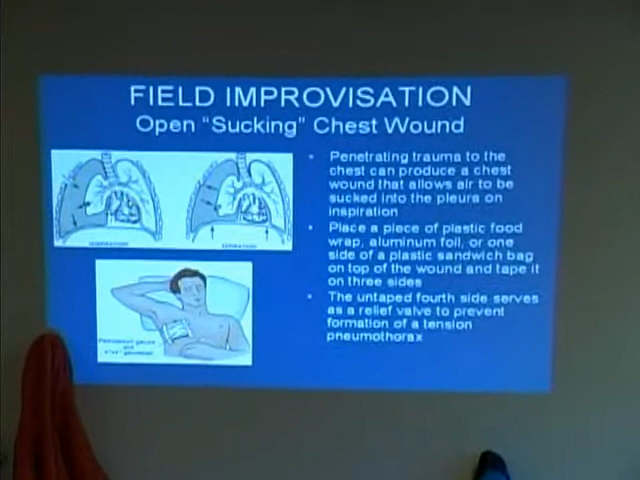 FIELD IMPROVISATION
Open "Sucking" Chest Wound
Penetrating trauma to the
chest can produce a chest
wound that allows air to be
sucked into the pleura on
inspiration
Place a piece of plastic food
wrap, aluminum foil, or one
side of a plastic sandwich bag
on top of the wound and tape it
on three sides
The untaped fourth side serves
as a relief valve to prevent
formation of a tension
pneumothorax
Petrolatum gauze
and